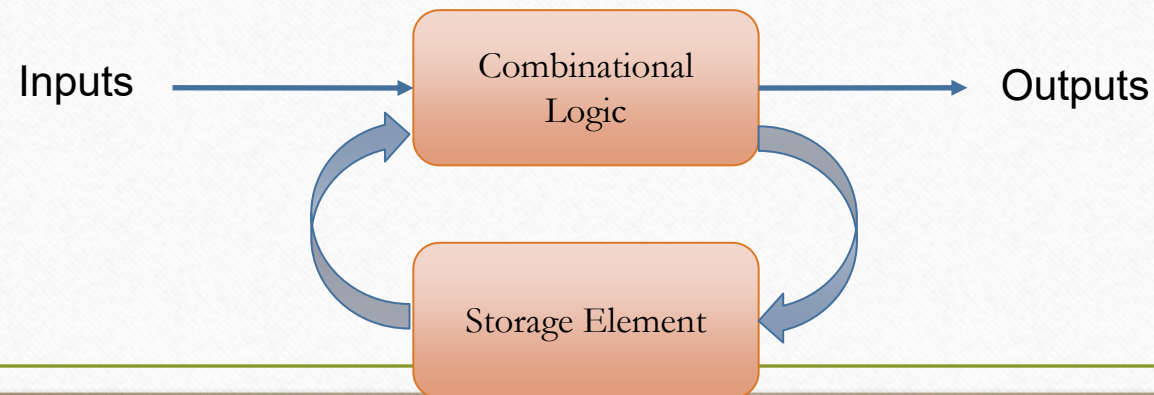 Inputs
Combinational
Logic
Outputs
Storage Element